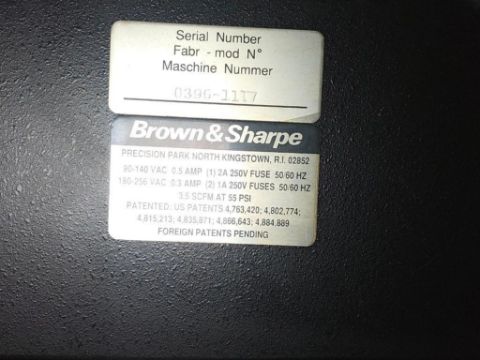 Serial Number
Fabr - mod N°
Maschine Nummer
0396-1117
Brown & Sharpe
PRECISION PARK NORTH KINGSTOWN, R.I. 02852
90-140 VAC 0.5 AMP (1) 2A 250V FUSE 50/60 HZ
180-256 VAC 0.3 AMP (2) 1A 250V FUSES 50/60 HZ
3.5 SCFM AT 55 PSI
PATENTED: US PATENTS 4,763,420; 4,802,774;
4,815,213; 4,835,871; 4,866,643; 4,884,889
FOREIGN PATENTS PENDING